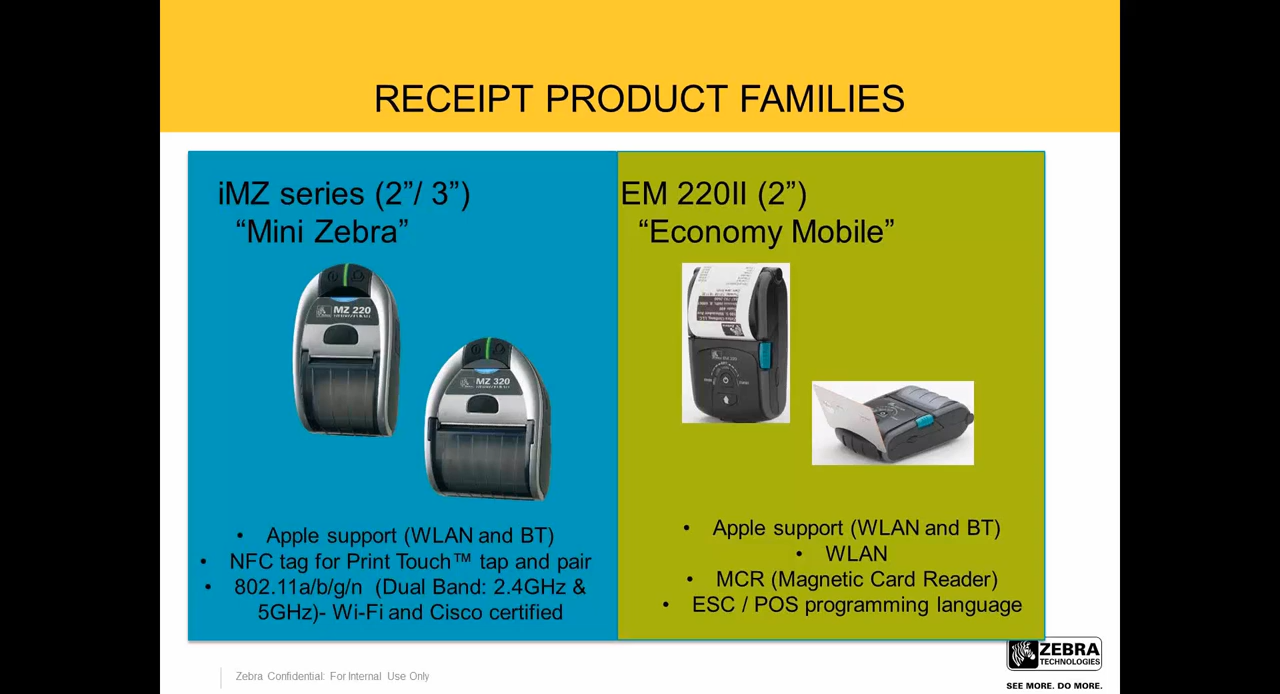 RECEIPT PRODUCT FAMILIES
iMZ series (2”/ 3”)
“Mini Zebra”
MZ 220
MZ 320
• Apple support (WLAN and BT)
• NFC tag for Print Touch™ tap and pair
• 802.11a/b/g/n (Dual Band: 2.4GHz &
5GHz)- Wi-Fi and Cisco certified
EM 220II (2”)
“Economy Mobile”
• Apple support (WLAN and BT)
• WLAN
• MCR (Magnetic Card Reader)
• ESC / POS programming language
Zebra Confidential: For Internal Use Only
ZEBRA
TECHNOLOGIES
SEE MORE. DO MORE.